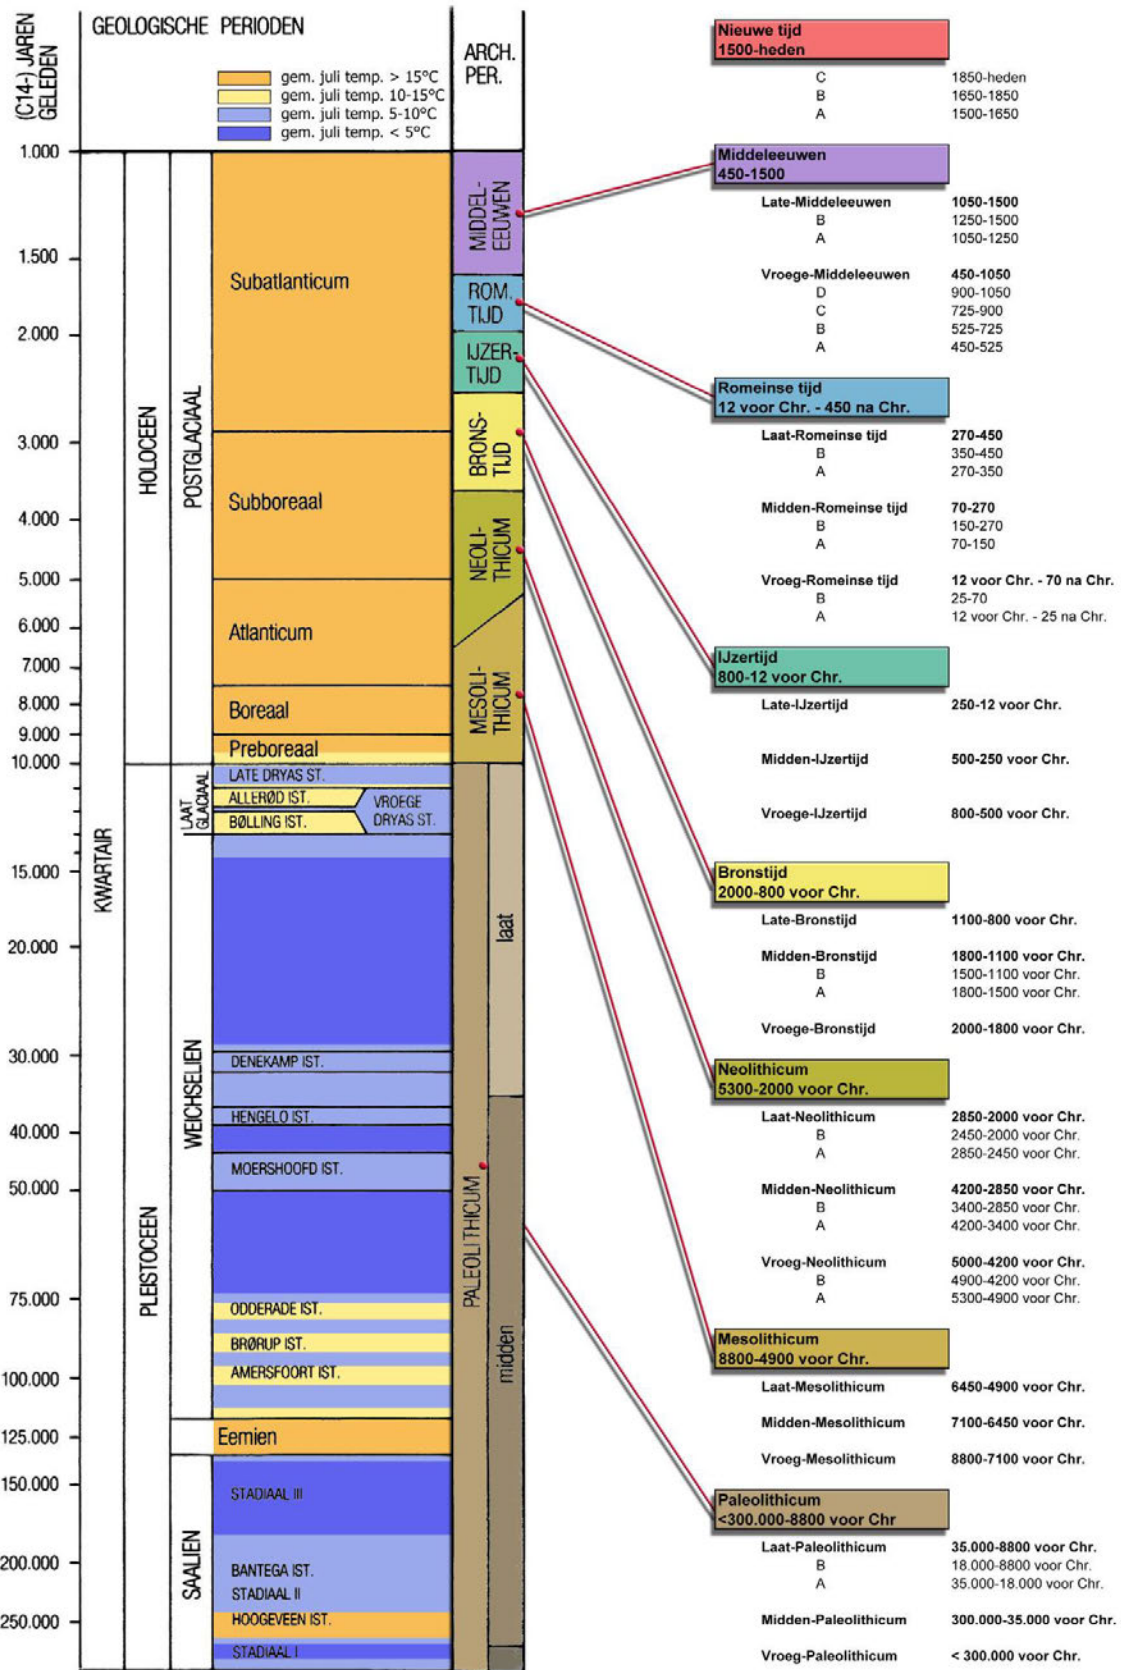 (C14-) JAREN
GELEDEN
GEOLOGISCHE PERIODEN
gem. juli temp. > 15°C
gem. juli temp. 10-15°C
gem. juli temp. 5-10°C
gem. juli temp. < 5°C
ARCH.
PER.
1.000
1.500
2.000
3.000
4.000
5.000
6.000
7.000
8.000
9.000
10.000
15.000
20.000
30.000
40.000
50.000
75.000
100.000
125.000
150.000
200.000
250.000
KWARTAIR
HOLOCEEN
PLEISTOCEEN
POSTGLACIAAL
LAAT
GLACIAAL
WEICHSELIEN
SAALIEN
Subatlanticum
Subboreaal
Atlanticum
Boreaal
Preboreaal
LATE DRYAS ST.
ALLERØD IST.
VROEGE
DRYAS ST.
BØLLING IST.
DENEKAMP IST.
HENGELO IST.
MOERSHOOFD IST.
ODDERADE IST.
BRØRUP IST.
AMERSFOORT IST.
Eemien
STADIAAL III
BANTEGA IST.
STADIAAL II
HOOGEVEEN IST.
STADIAAL I
MIDDEL-
EEUWEN
ROM.
TIJD
IJZER-
TIJD
BRONS-
TIJD
NEOLI-
THICUM
MESOLI-
THICUM
PALEOLITHICUM
laat
midden
Nieuwe tijd
1500-heden
C 1850-heden
B 1650-1850
A 1500-1650
Middeleeuwen
450-1500
Late-Middeleeuwen 1050-1500
B 1250-1500
A 1050-1250
Vroege-Middeleeuwen 450-1050
D 900-1050
C 725-900
B 525-725
A 450-525
Romeinse tijd
12 voor Chr. - 450 na Chr.
Laat-Romeinse tijd 270-450
B 350-450
A 270-350
Midden-Romeinse tijd 70-270
B 150-270
A 70-150
Vroeg-Romeinse tijd 12 voor Chr. - 70 na Chr.
B 25-70
A 12 voor Chr. - 25 na Chr.
IJzertijd
800-12 voor Chr.
Late-IJzertijd 250-12 voor Chr.
Midden-IJzertijd 500-250 voor Chr.
Vroege-IJzertijd 800-500 voor Chr.
Bronstijd
2000-800 voor Chr.
Late-Bronstijd 1100-800 voor Chr.
Midden-Bronstijd 1800-1100 voor Chr.
B 1500-1100 voor Chr.
A 1800-1500 voor Chr.
Vroege-Bronstijd 2000-1800 voor Chr.
Neolithicum
5300-2000 voor Chr.
Laat-Neolithicum 2850-2000 voor Chr.
B 2450-2000 voor Chr.
A 2850-2450 voor Chr.
Midden-Neolithicum 4200-2850 voor Chr.
B 3400-2850 voor Chr.
A 4200-3400 voor Chr.
Vroeg-Neolithicum 5000-4200 voor Chr.
B 4900-4200 voor Chr.
A 5300-4900 voor Chr.
Mesolithicum
8800-4900 voor Chr.
Laat-Mesolithicum 6450-4900 voor Chr.
Midden-Mesolithicum 7100-6450 voor Chr.
Vroeg-Mesolithicum 8800-7100 voor Chr.
Paleolithicum
<300.000-8800 voor Chr
Laat-Paleolithicum 35.000-8800 voor Chr.
B 18.000-8800 voor Chr.
A 35.000-18.000 voor Chr.
Midden-Paleolithicum 300.000-35.000 voor Chr.
Vroeg-Paleolithicum < 300.000 voor Chr.